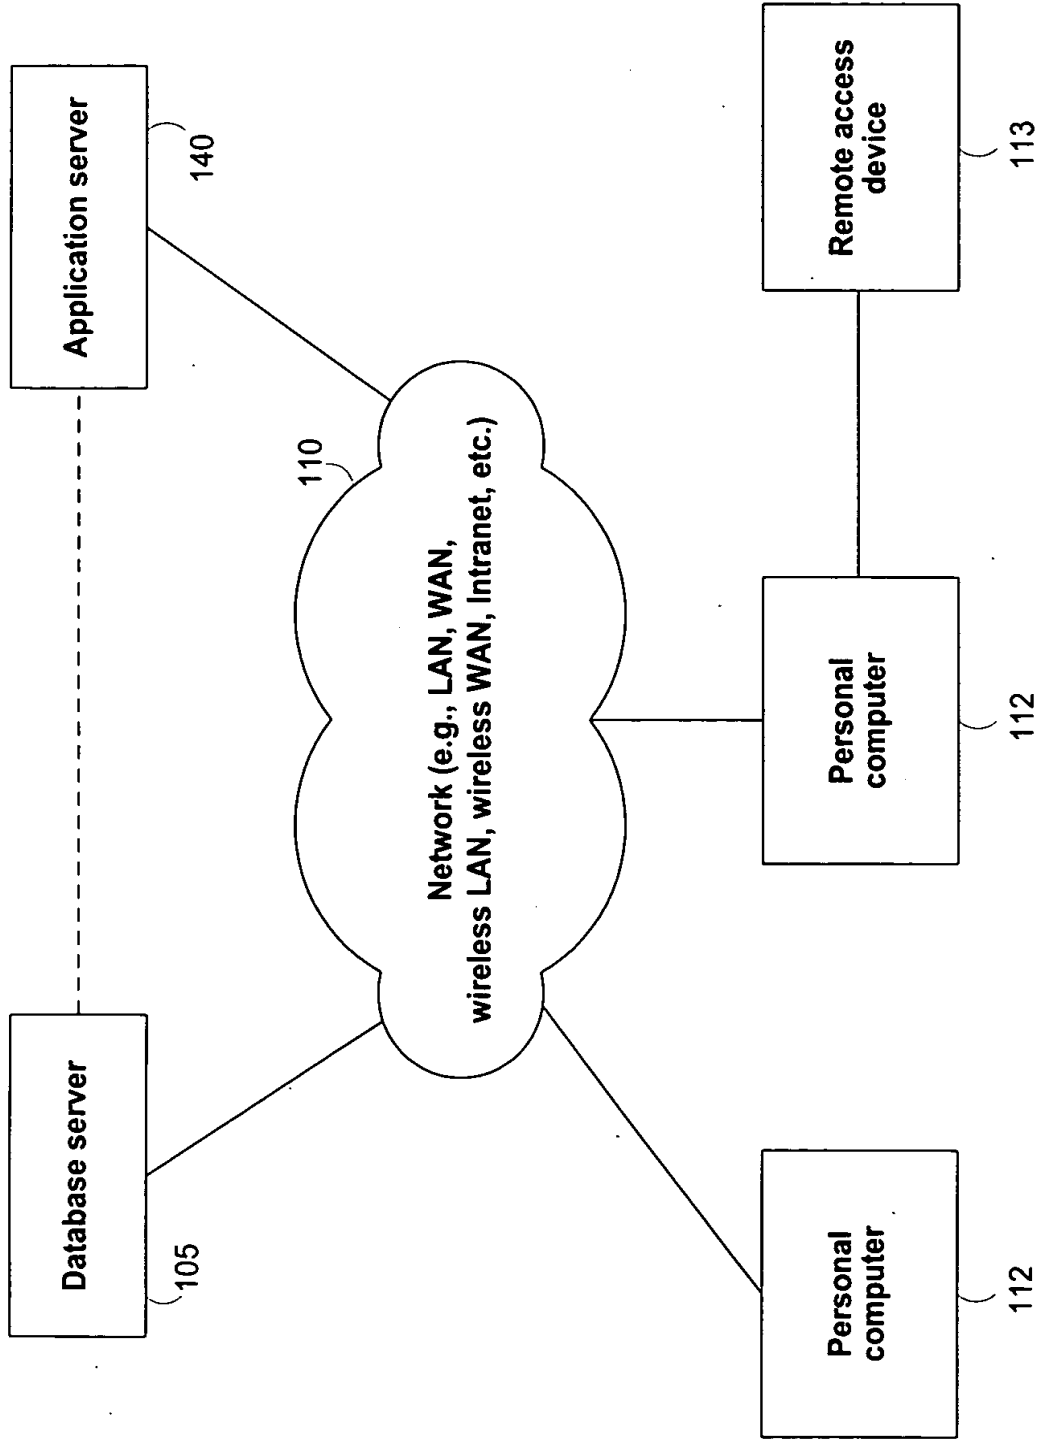 Database server
105
Application server
140
110
Network (e.g., LAN, WAN,
wireless LAN, wireless WAN, Intranet, etc.)
Personal
computer
112
Personal
computer
112
Remote access
device
113